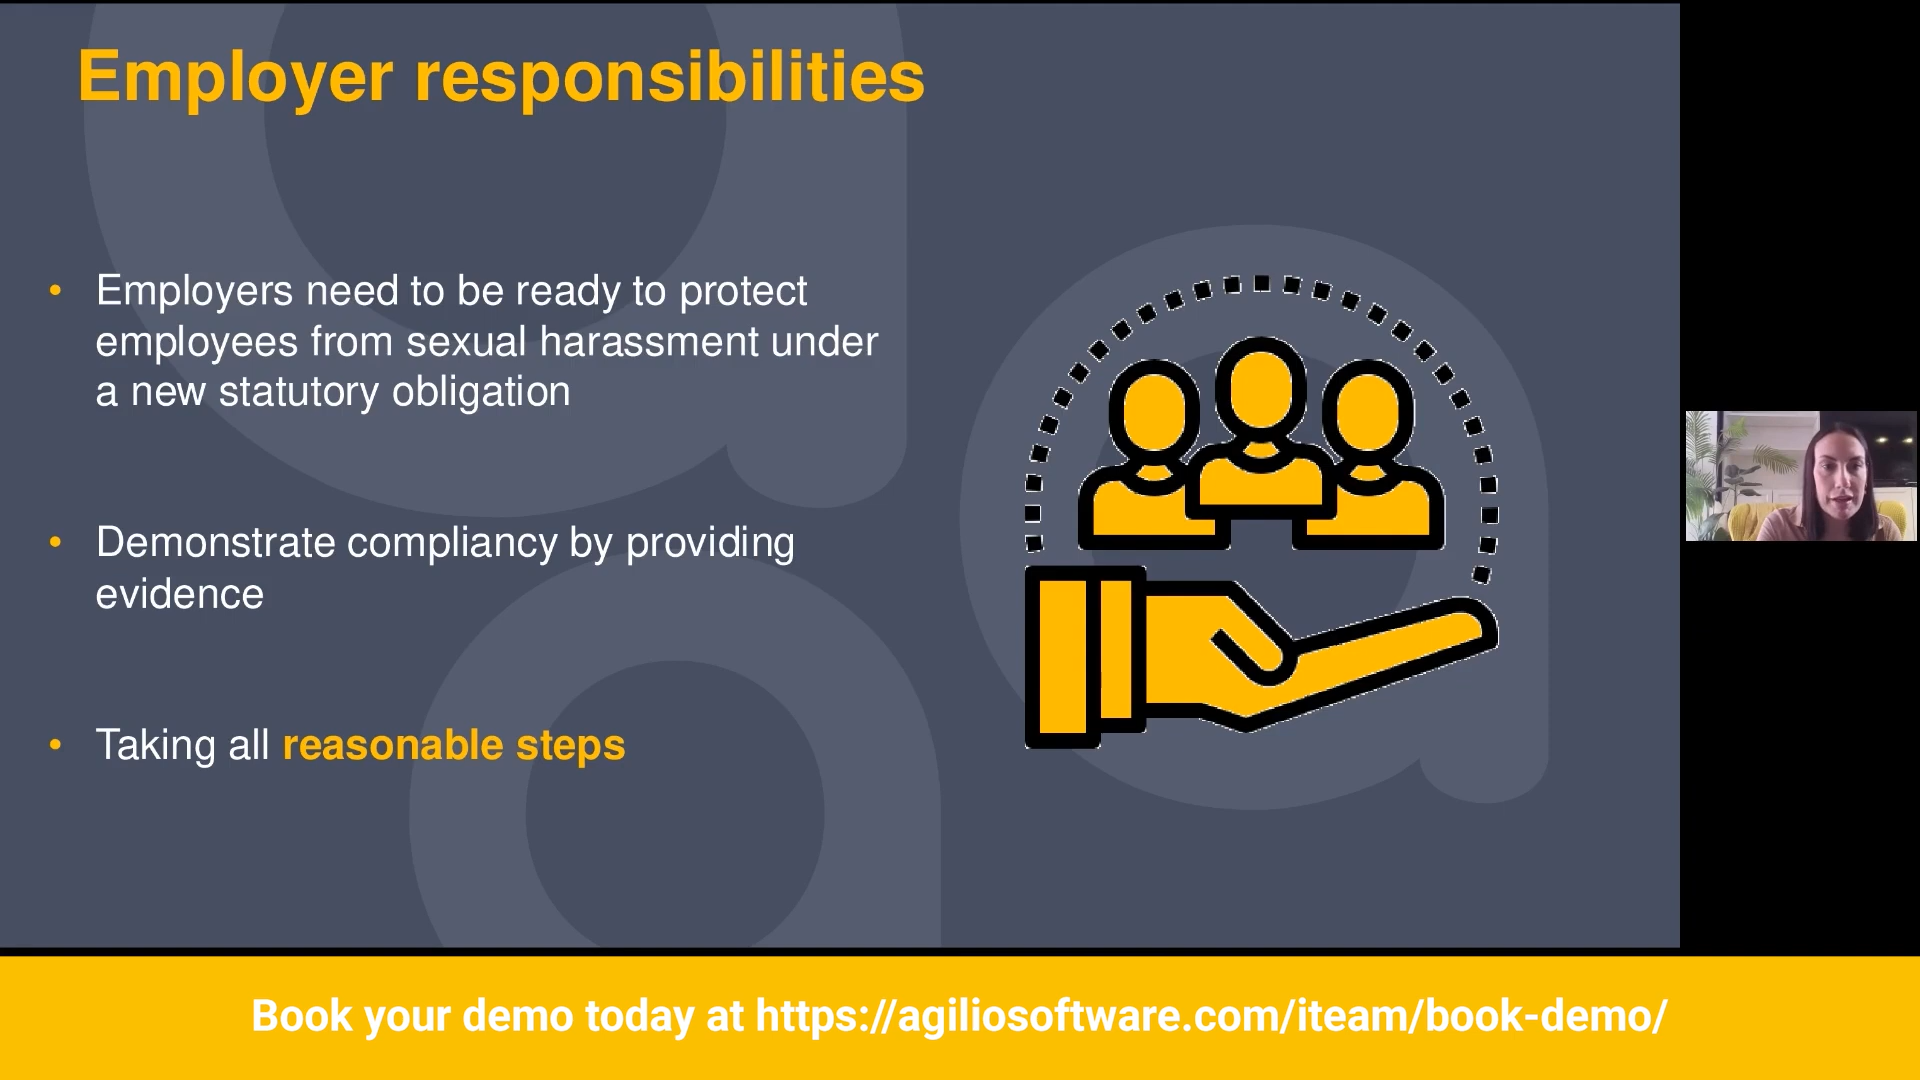 Employer responsibilities
• Employers need to be ready to protect
employees from sexual harassment under
a new statutory obligation
• Demonstrate compliancy by providing
evidence
• Taking all reasonable steps
Book your demo today at https://agiliosoftware.com/iteam/book-demo/